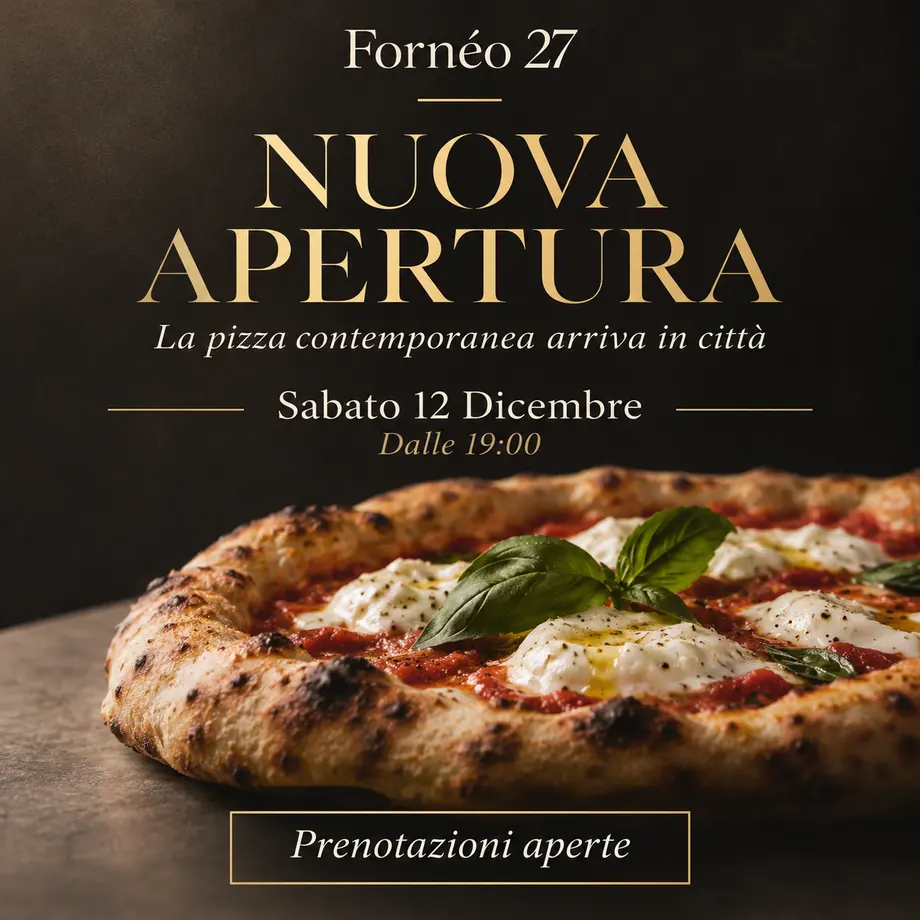 Fornéo 27
NUOVA
APERTURA
La pizza contemporanea arriva in città
Sabato 12 Dicembre
Dalle 19:00
Prenotazioni aperte